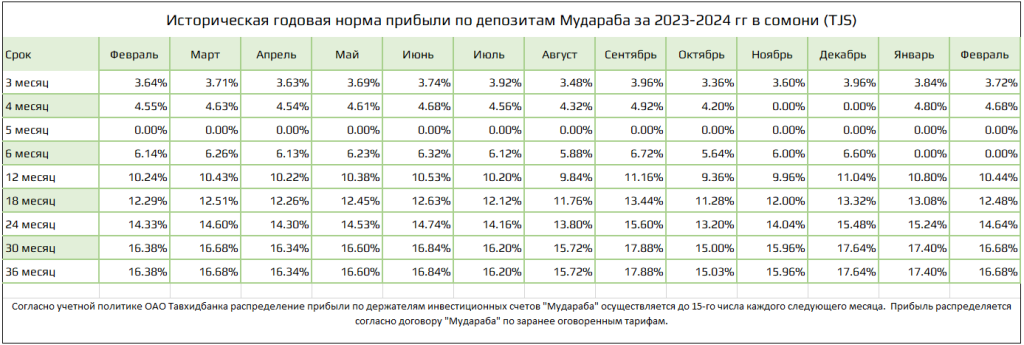 Историческая годовая норма прибыли по депозитам Мудараба за 2023-2024 гг в сомони (TJS)
Срок Февраль Март Апрель Май Июнь Июль Август Сентябрь Октябрь Ноябрь Декабрь Январь Февраль
3 месяц 3.64% 3.71% 3.63% 3.69% 3.74% 3.92% 3.48% 3.96% 3.36% 3.60% 3.96% 3.84% 3.72%
4 месяц 4.55% 4.63% 4.54% 4.61% 4.68% 4.56% 4.32% 4.92% 4.20% 0.00% 0.00% 4.80% 4.68%
5 месяц 0.00% 0.00% 0.00% 0.00% 0.00% 0.00% 0.00% 0.00% 0.00% 0.00% 0.00% 0.00% 0.00%
6 месяц 6.14% 6.26% 6.13% 6.23% 6.32% 6.12% 5.88% 6.72% 5.64% 6.00% 6.60% 0.00% 0.00%
12 месяц 10.24% 10.43% 10.22% 10.38% 10.53% 10.20% 9.84% 11.16% 9.36% 9.96% 11.04% 10.80% 10.44%
18 месяц 12.29% 12.51% 12.26% 12.45% 12.63% 12.12% 11.76% 13.44% 11.28% 12.00% 13.32% 13.08% 12.48%
24 месяц 14.33% 14.60% 14.30% 14.53% 14.74% 14.16% 13.80% 15.60% 13.20% 14.04% 15.48% 15.24% 14.64%
30 месяц 16.38% 16.68% 16.34% 16.60% 16.84% 16.20% 15.72% 17.88% 15.00% 15.96% 17.64% 17.40% 16.68%
36 месяц 16.38% 16.68% 16.34% 16.60% 16.84% 16.20% 15.72% 17.88% 15.03% 15.96% 17.64% 17.40% 16.68%
Согласно учетной политике ОАО Тавхидбанка распределение прибыли по держателям инвестиционных счетов "Мудараба" осуществляется до 15-го числа каждого следующего месяца. Прибыль распределяется
согласно договору "Мудараба" по заранее оговоренным тарифам.